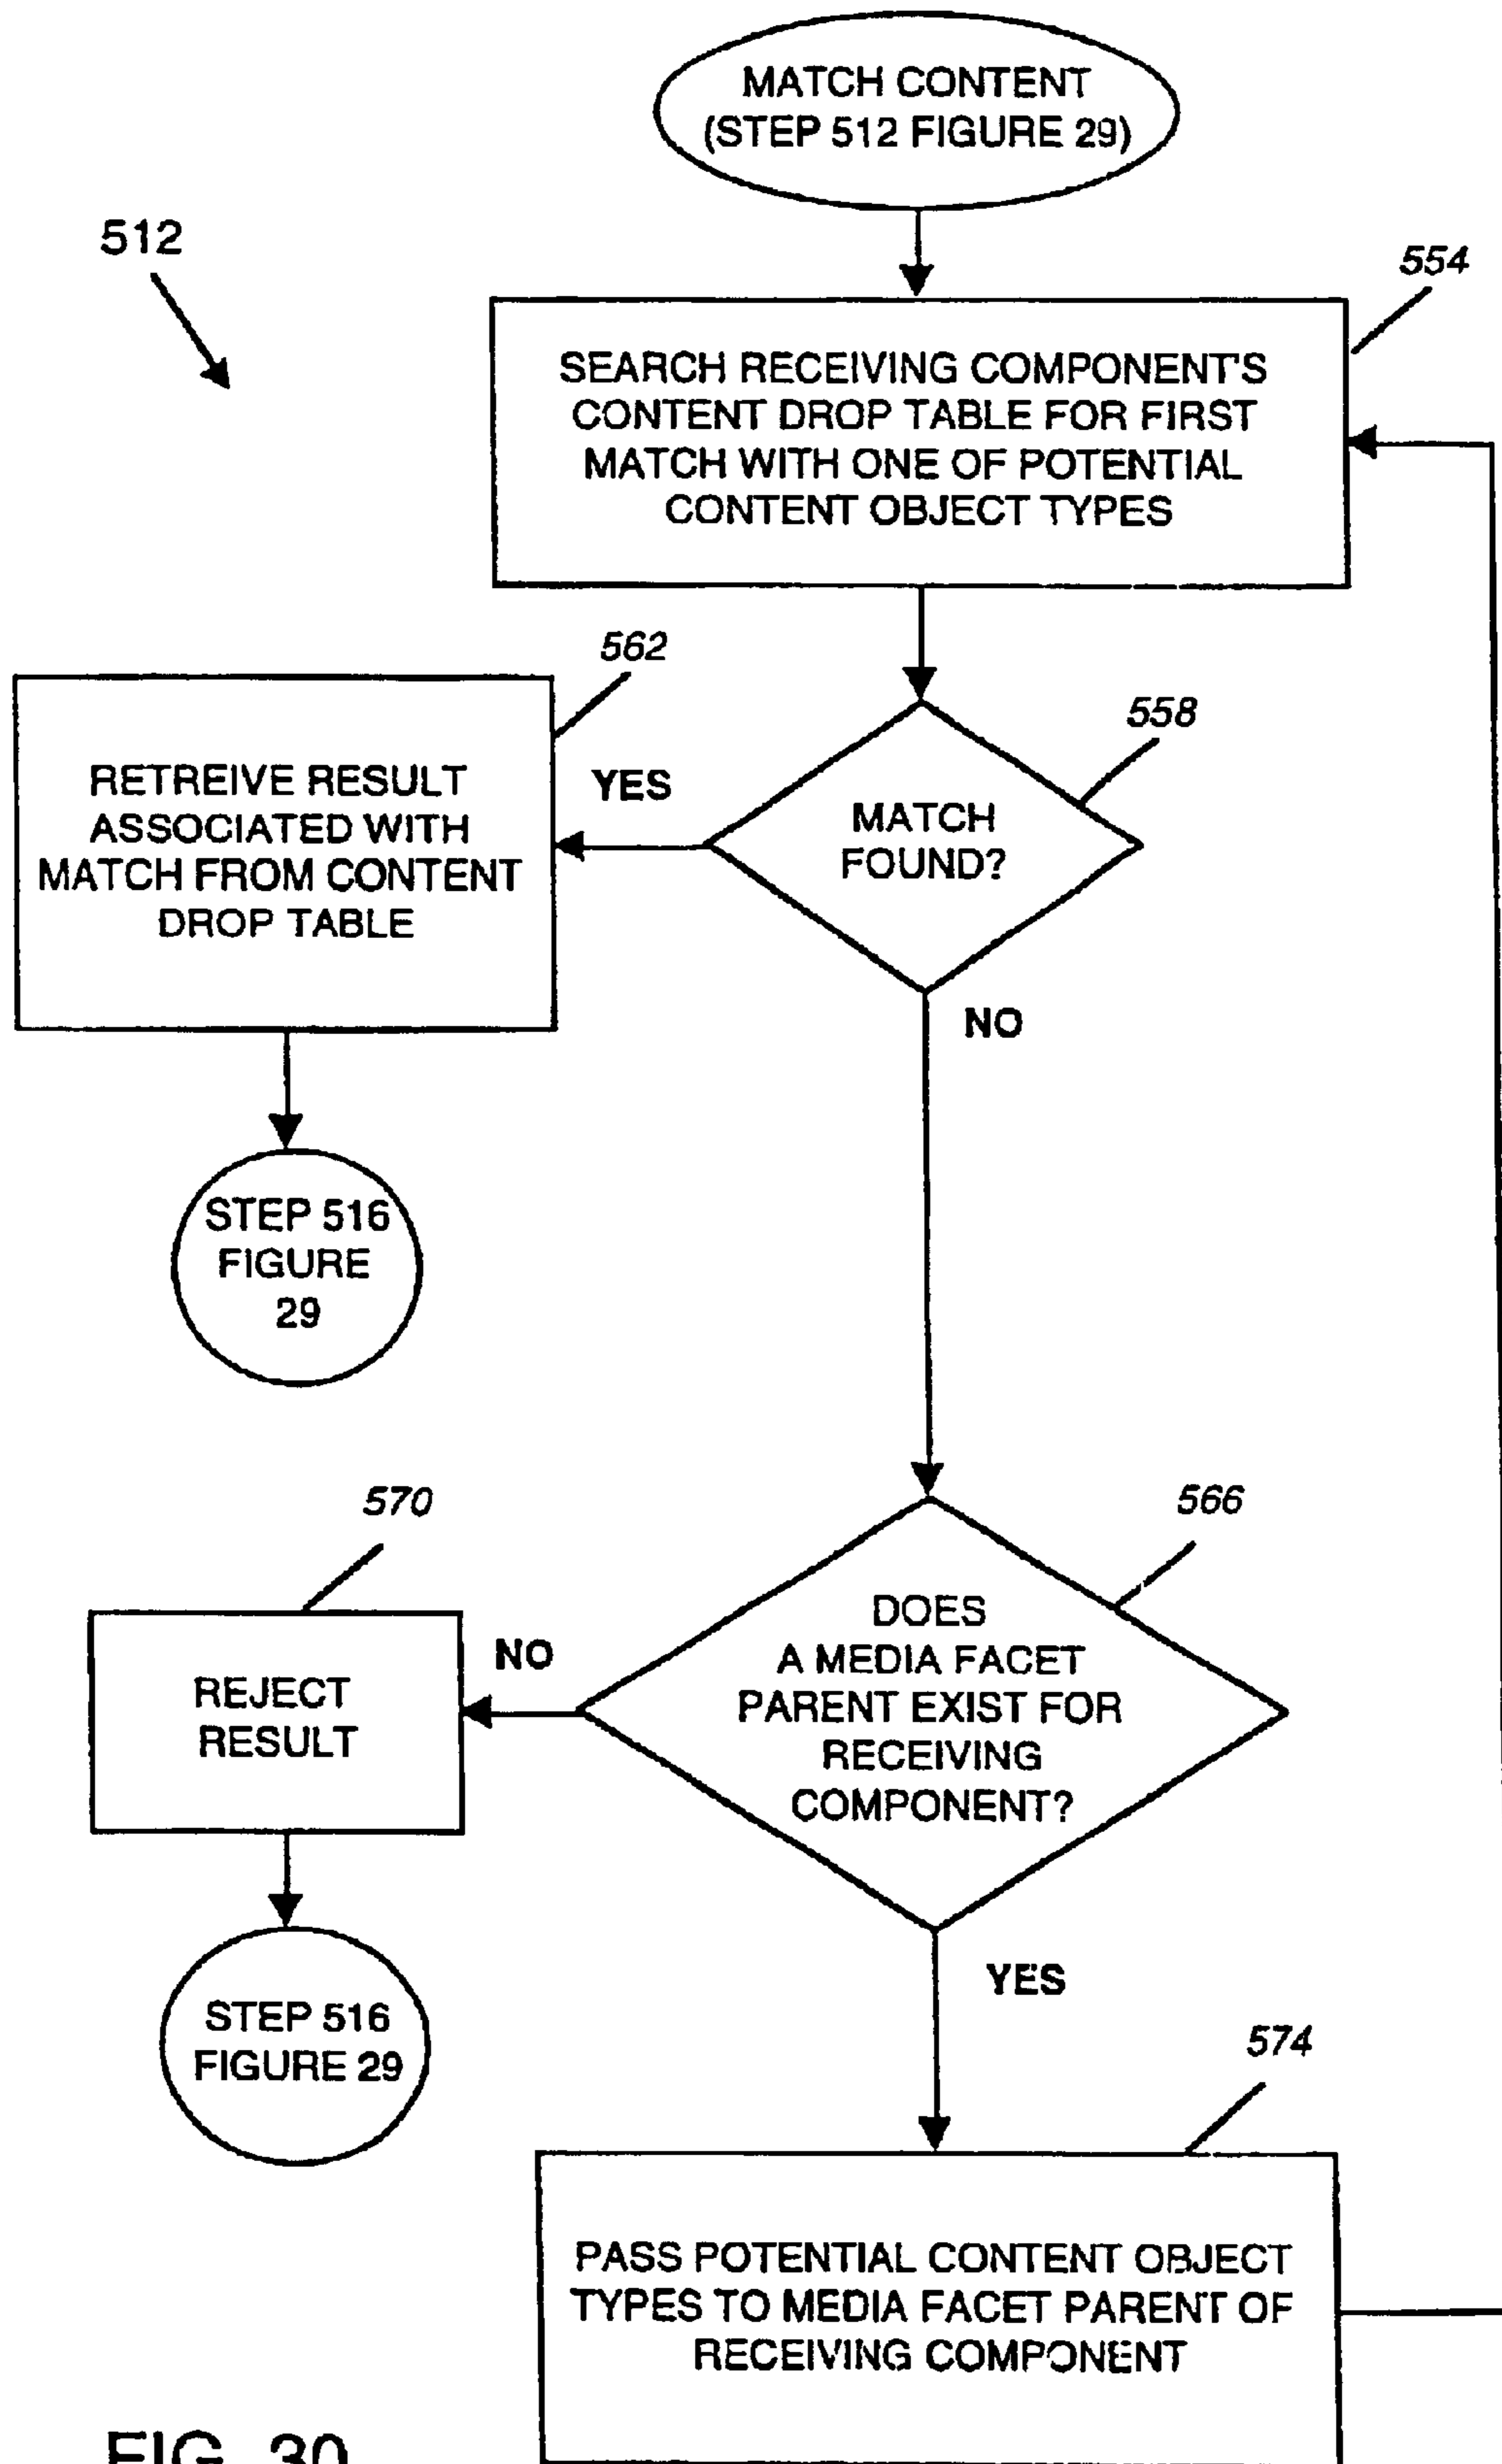 MATCH CONTENT
(STEP 512 FIGURE 29)
512
554
SEARCH RECEIVING COMPONENT'S
CONTENT DROP TABLE FOR FIRST
MATCH WITH ONE OF POTENTIAL
CONTENT OBJECT TYPES
562
558
RETREIVE RESULT
ASSOCIATED WITH
MATCH FROM CONTENT
DROP TABLE
YES
MATCH
FOUND?
NO
STEP 516
FIGURE
29
570
566
REJECT
RESULT
NO
DOES
A MEDIA FACET
PARENT EXIST FOR
RECEIVING
COMPONENT?
STEP 516
FIGURE 29
YES
574
PASS POTENTIAL CONTENT OBJECT
TYPES TO MEDIA FACET PARENT OF
RECEIVING COMPONENT
FIG. 30